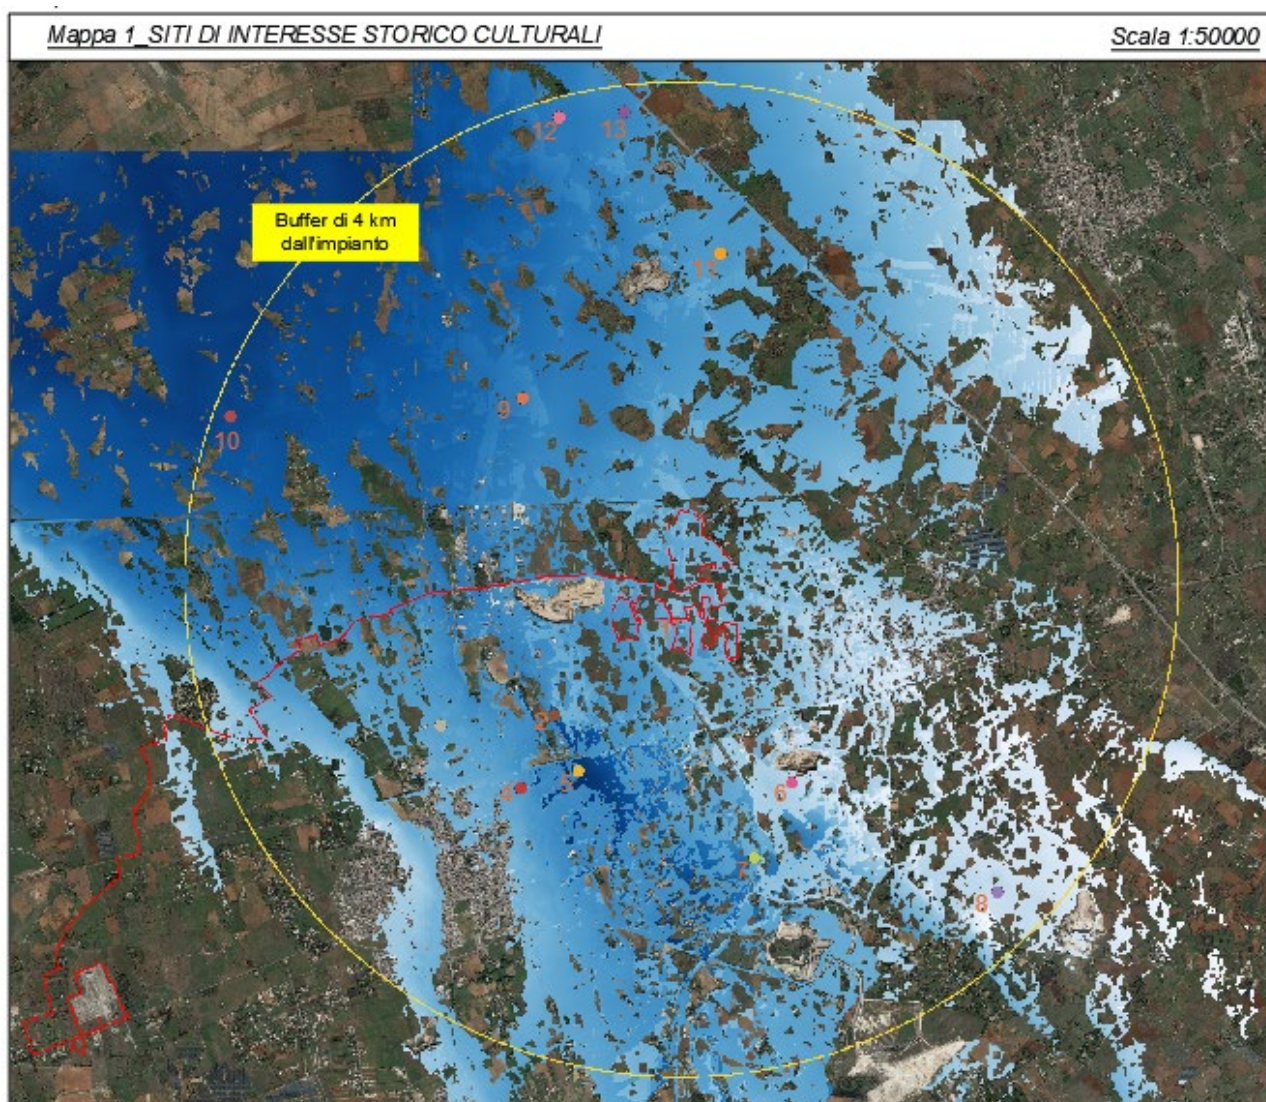 Mappa 1_SITI DI INTERESSE STORICO CULTURALI
Scala 1:50000
12
13
Buffer di 4 km
dall'impianto
11
9
10
2
4
5
6
7
8